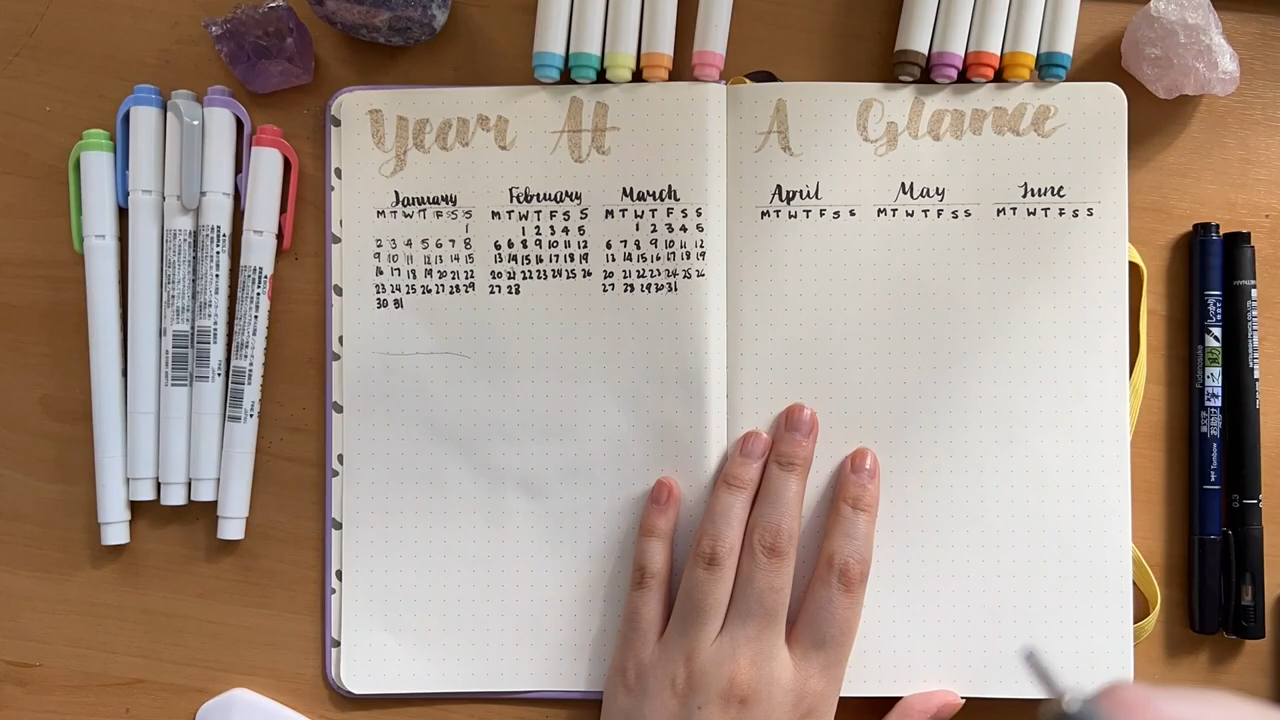 Year At A Glance
January February March April May June
M T W T F S S M T W T F S S M T W T F S S M T W T F S S M T W T F S S M T W T F S S
1 1 2 3 4 5 1 2 3 4 5
2 3 4 5 6 7 8 6 6 8 9 10 11 12 6 7 8 9 10 11 12
9 10 11 12 13 14 15 13 14 15 16 17 18 19 13 14 15 16 17 18 19
16 17 18 19 20 21 22 20 21 22 23 24 25 26 20 21 22 23 24 25 26
23 24 25 26 27 28 29 27 28 27 28 29 30 31
30 31
Fudenosuke
Tombow
0.3